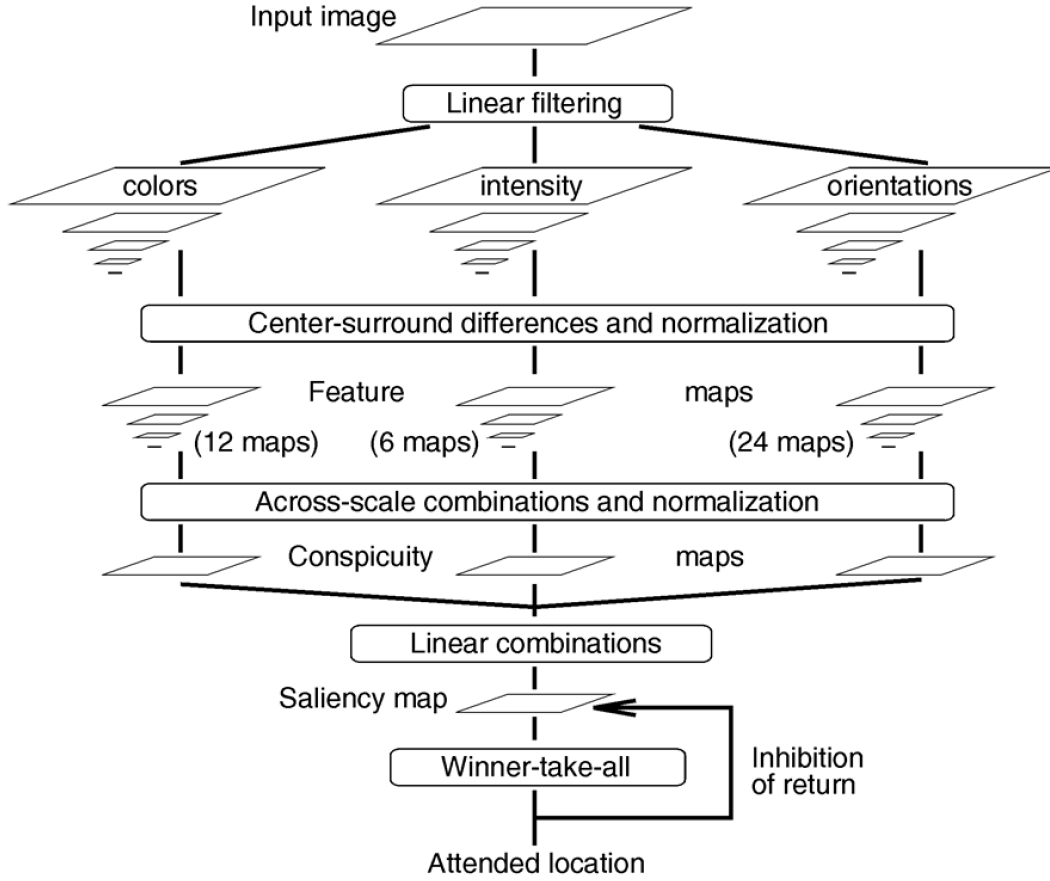 Input image
Linear filtering
colors
intensity
orientations
Center-surround differences and normalization
Feature maps
(12 maps)
(6 maps)
(24 maps)
Across-scale combinations and normalization
Conspicuity maps
Linear combinations
Saliency map
Winner-take-all
Inhibition
of return
Attended location